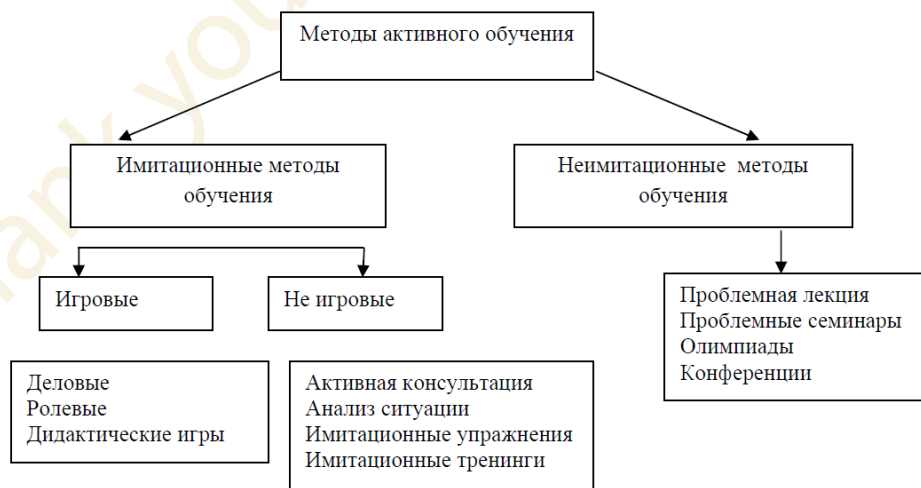 Методы активного обучения
Имитационные методы
обучения
Неимитационные методы
обучения
Игровые
Не игровые
Проблемная лекция
Проблемные семинары
Олимпиады
Конференции
Деловые
Ролевые
Дидактические игры
Активная консультация
Анализ ситуации
Имитационные упражнения
Имитационные тренинги